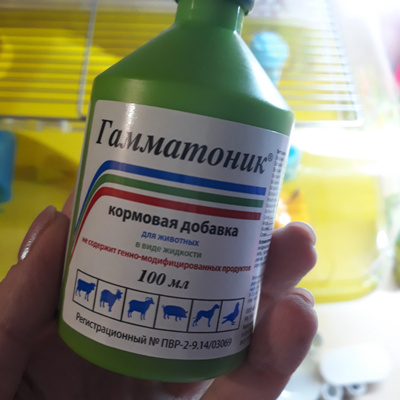 Гамматоник®
кормовая добавка
для животных
в виде жидкости
не содержит генно-модифицированных продуктов
100 мл
Регистрационный № ПВР-2-9.14/03069